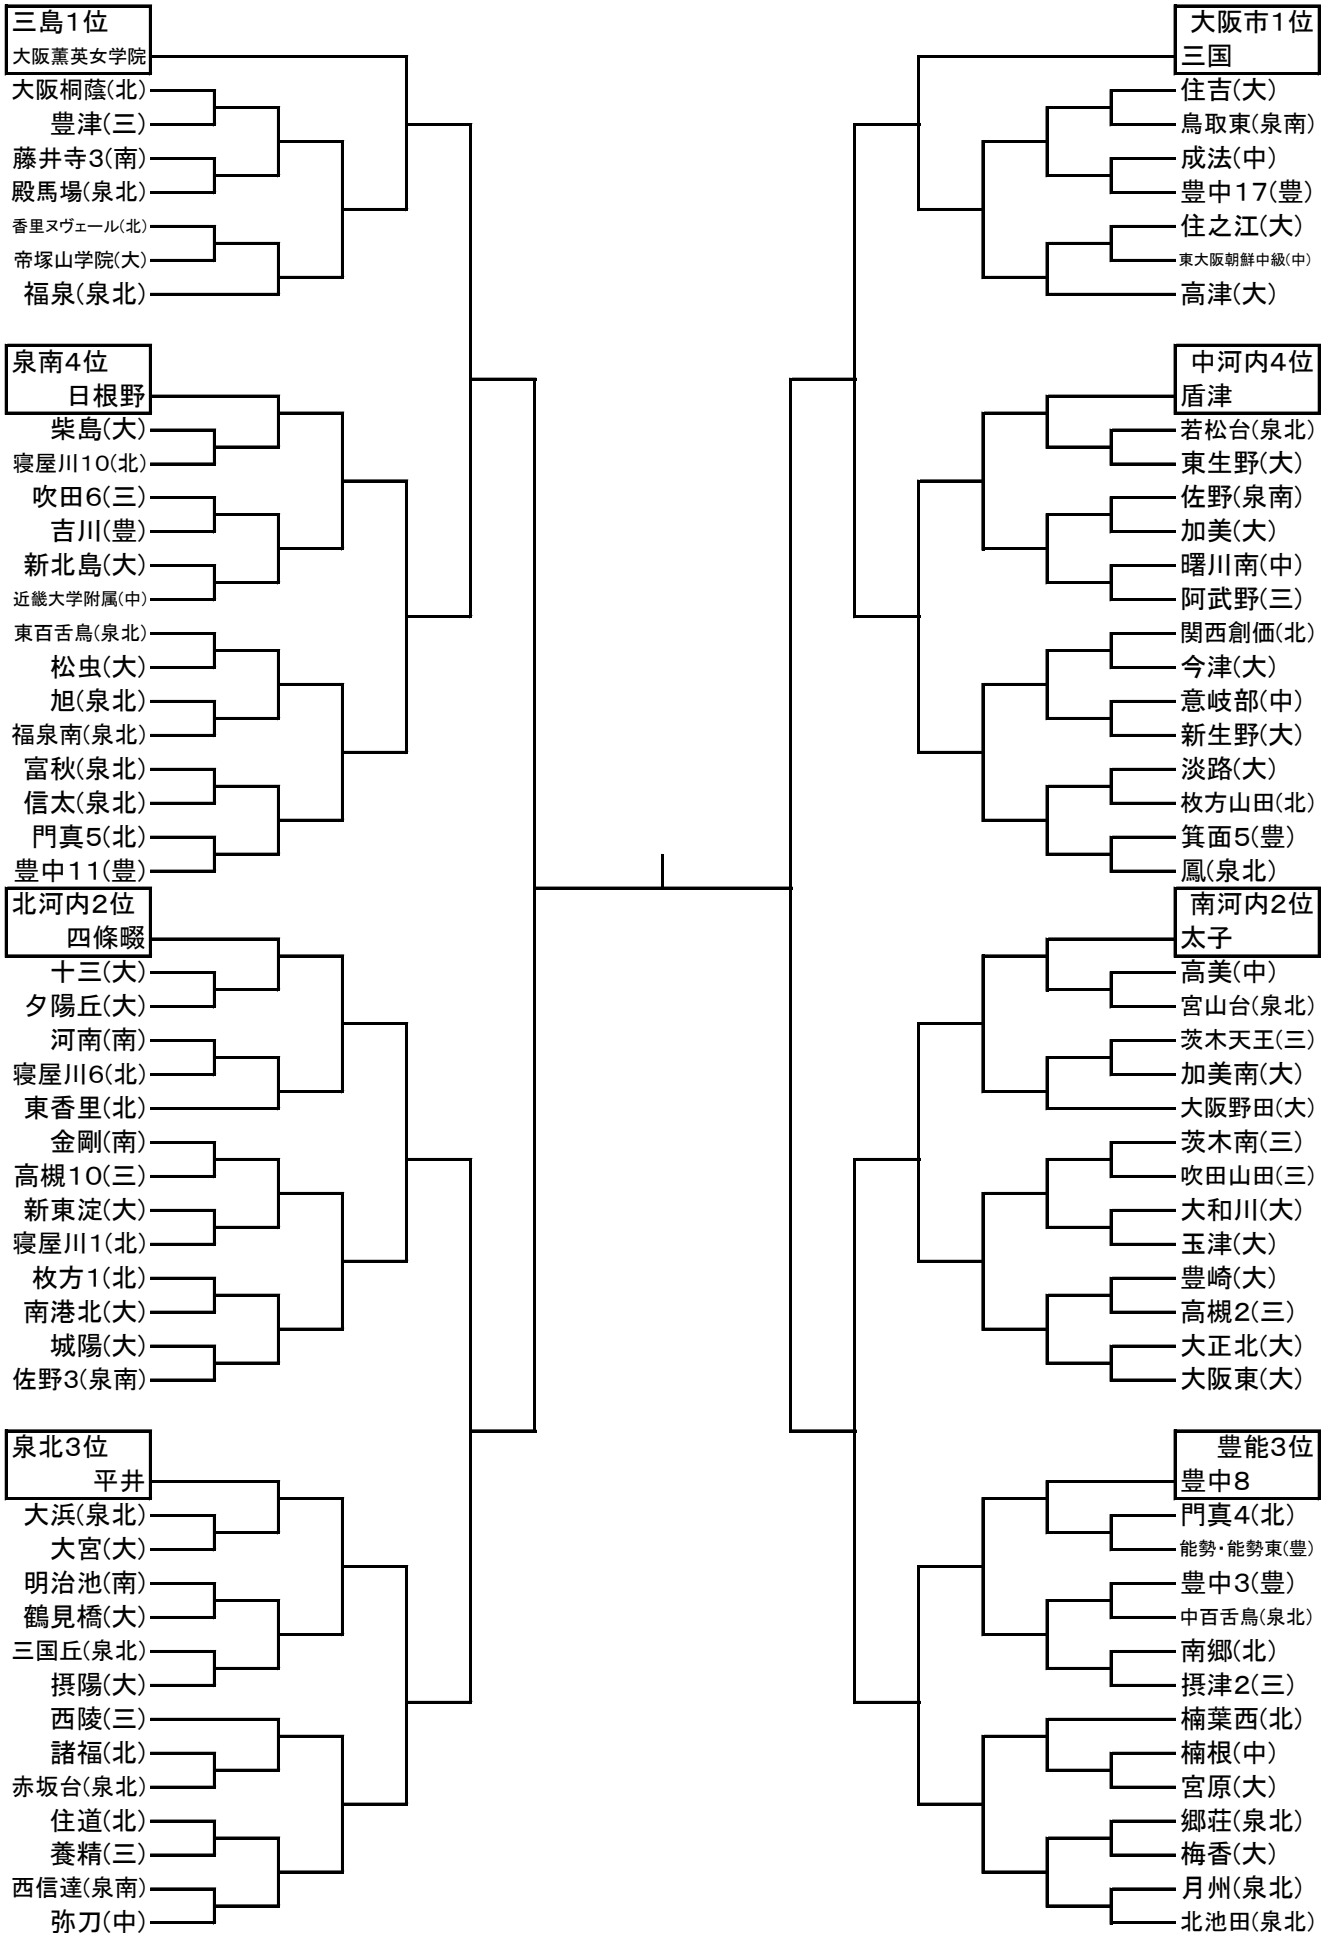 三島1位
大阪薫英女学院
大阪桐蔭(北)
豊津(三)
藤井寺3(南)
殿馬場(泉北)
香里ヌヴェール(北)
帝塚山学院(大)
福泉(泉北)
泉南4位
日根野
柴島(大)
寝屋川10(北)
吹田6(三)
吉川(豊)
新北島(大)
近畿大学附属(中)
東百舌鳥(泉北)
松虫(大)
旭(泉北)
福泉南(泉北)
富秋(泉北)
信太(泉北)
門真5(北)
豊中11(豊)
北河内2位
四條畷
十三(大)
夕陽丘(大)
河南(南)
寝屋川6(北)
東香里(北)
金剛(南)
高槻10(三)
新東淀(大)
寝屋川1(北)
枚方1(北)
南港北(大)
城陽(大)
佐野3(泉南)
泉北3位
平井
大浜(泉北)
大宮(大)
明治池(南)
鶴見橋(大)
三国丘(泉北)
摂陽(大)
西陵(三)
諸福(北)
赤坂台(泉北)
住道(北)
養精(三)
西信達(泉南)
弥刀(中)
大阪市1位
三国
住吉(大)
鳥取東(泉南)
成法(中)
豊中17(豊)
住之江(大)
東大阪朝鮮中級(中)
高津(大)
中河内4位
盾津
若松台(泉北)
東生野(大)
佐野(泉南)
加美(大)
曙川南(中)
阿武野(三)
関西創価(北)
今津(大)
意岐部(中)
新生野(大)
淡路(大)
枚方山田(北)
箕面5(豊)
鳳(泉北)
南河内2位
太子
高美(中)
宮山台(泉北)
茨木天王(三)
加美南(大)
大阪野田(大)
茨木南(三)
吹田山田(三)
大和川(大)
玉津(大)
豊崎(大)
高槻2(三)
大正北(大)
大阪東(大)
豊能3位
豊中8
門真4(北)
能勢・能勢東(豊)
豊中3(豊)
中百舌鳥(泉北)
南郷(北)
摂津2(三)
楠葉西(北)
楠根(中)
宮原(大)
郷荘(泉北)
梅香(大)
月州(泉北)
北池田(泉北)